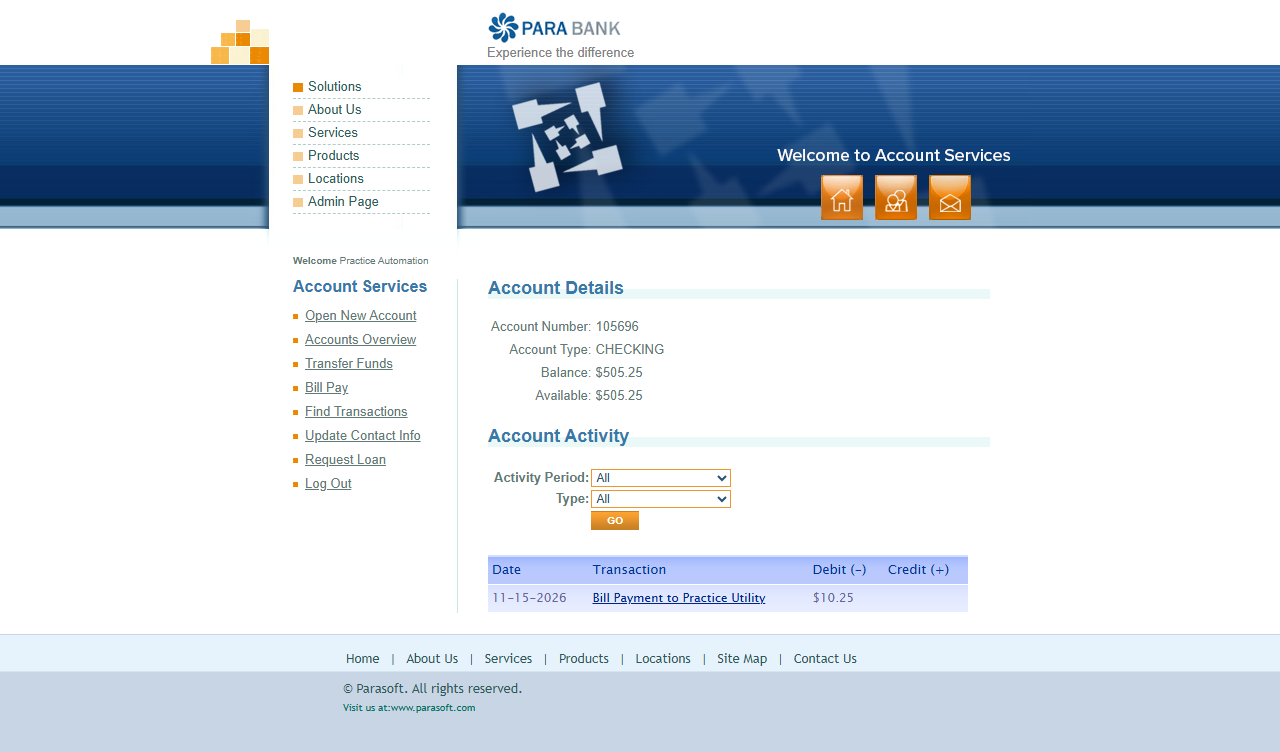 PARA BANK
Experience the difference
Solutions
About Us
Services
Products
Locations
Admin Page
Welcome to Account Services
Welcome Practice Automation
Account Services
Open New Account
Accounts Overview
Transfer Funds
Bill Pay
Find Transactions
Update Contact Info
Request Loan
Log Out
Account Details
Account Number: 105696
Account Type: CHECKING
Balance: $505.25
Available: $505.25
Account Activity
Activity Period: All
Type: All
GO
Date Transaction Debit (-) Credit (+)
11-15-2026 Bill Payment to Practice Utility $10.25
Home | About Us | Services | Products | Locations | Site Map | Contact Us
© Parasoft. All rights reserved.
Visit us at:www.parasoft.com